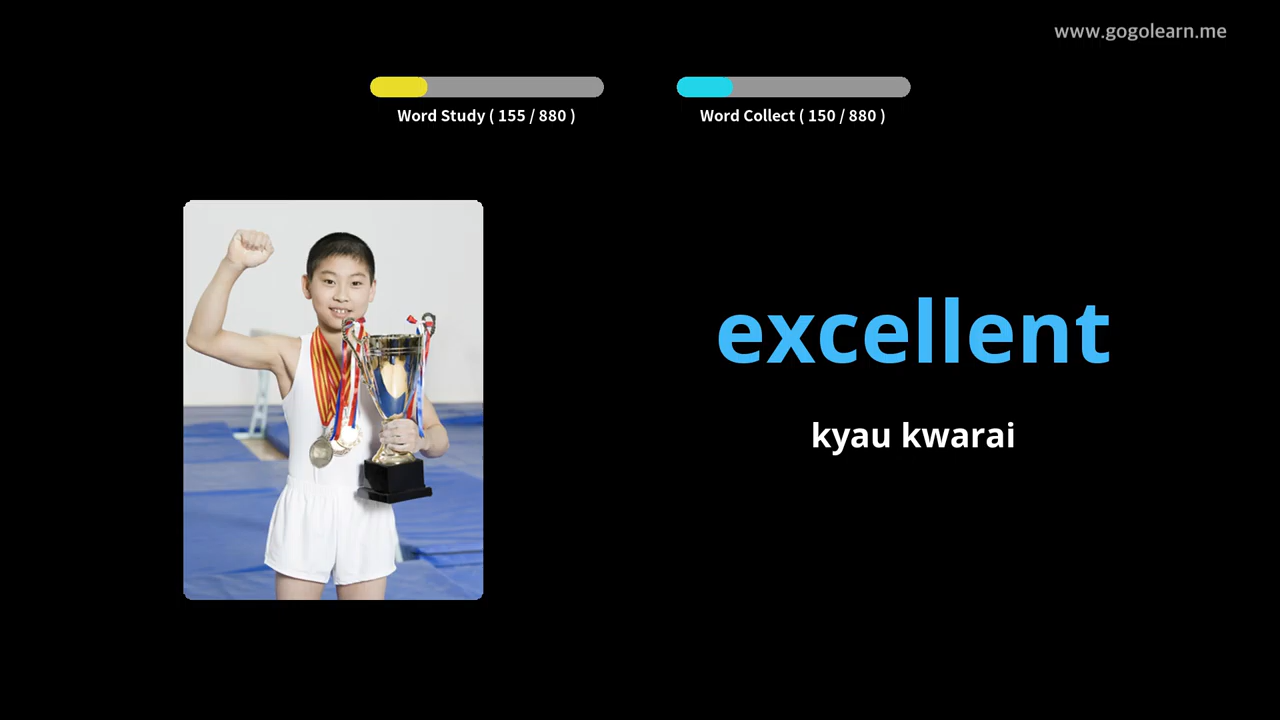 www.gogolearn.me
Word Study ( 155 / 880 )
Word Collect ( 150 / 880 )
excellent
kyau kwarai